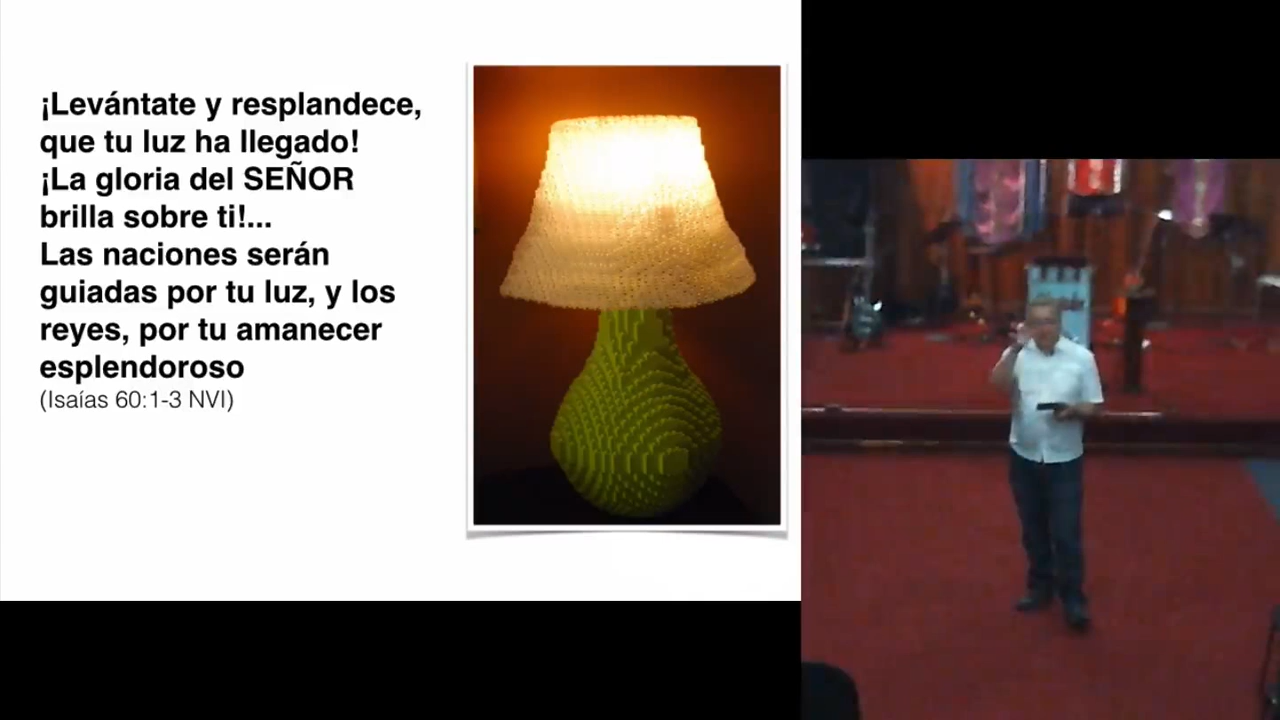 ¡Levántate y resplandece,
que tu luz ha llegado!
¡La gloria del SEÑOR
brilla sobre ti!...
Las naciones serán
guiadas por tu luz, y los
reyes, por tu amanecer
esplendoroso
(Isaías 60:1-3 NVI)